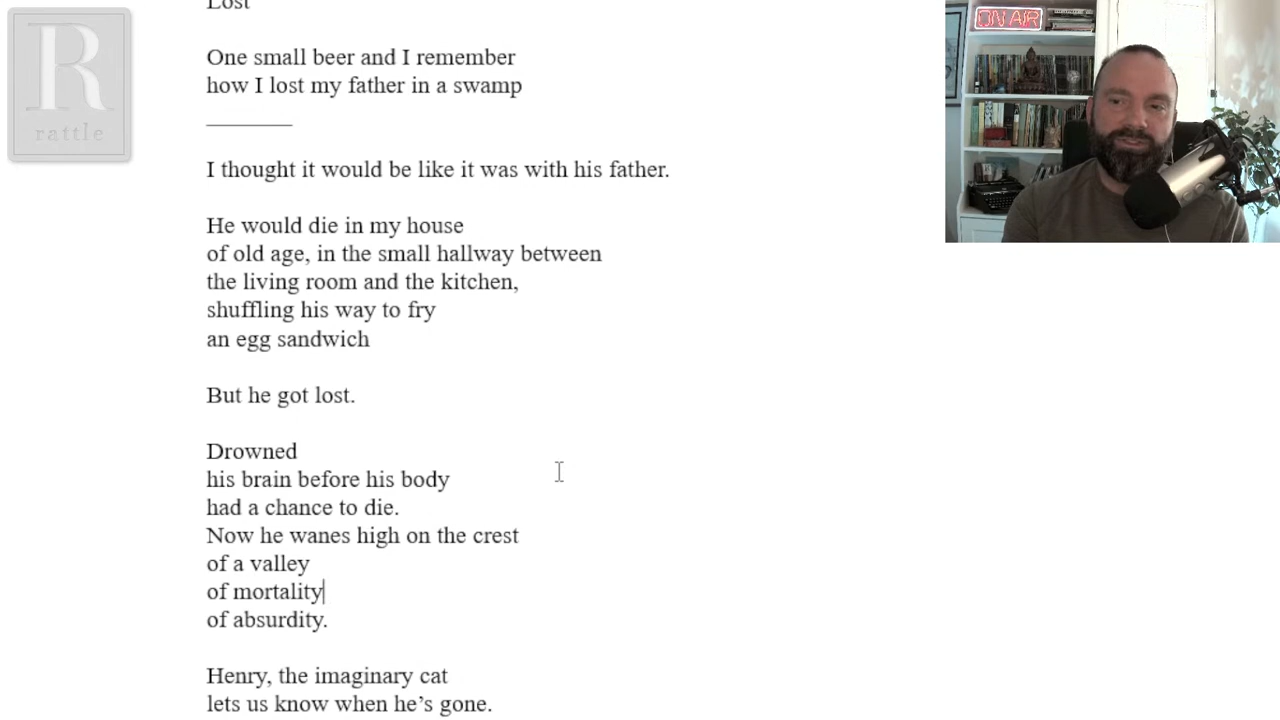 Lost
One small beer and I remember
how I lost my father in a swamp
I thought it would be like it was with his father.
He would die in my house
of old age, in the small hallway between
the living room and the kitchen,
shuffling his way to fry
an egg sandwich
But he got lost.
Drowned
his brain before his body
had a chance to die.
Now he wanes high on the crest
of a valley
of mortality
of absurdity.
Henry, the imaginary cat
lets us know when he's gone.
R
rattle
ON AIR